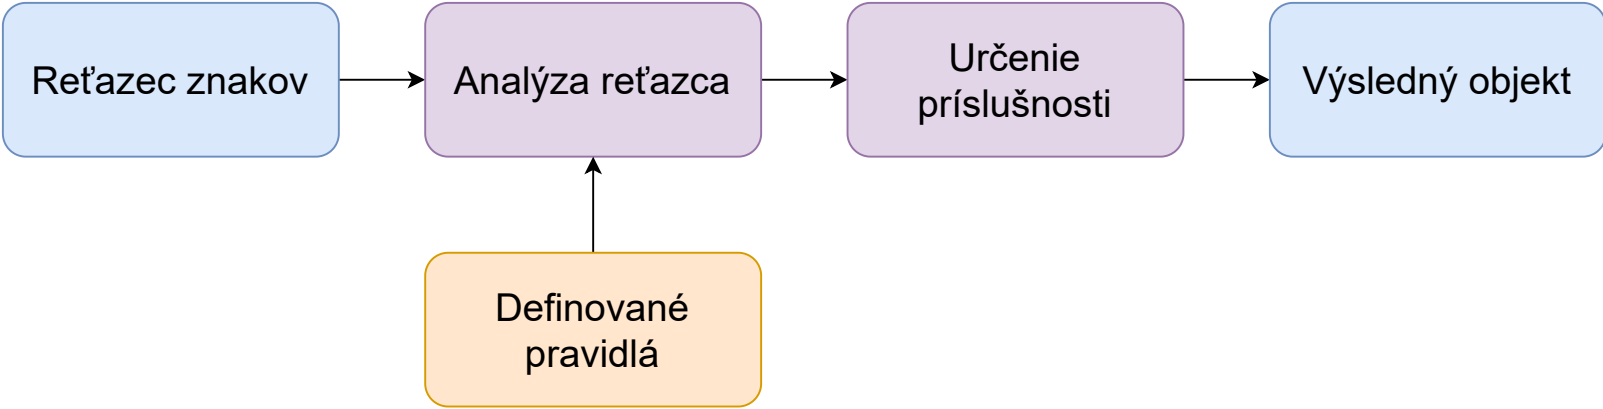 Reťazec znakov
Analýza reťazca
Určenie
príslušnosti
Výsledný objekt
Definované
pravidlá